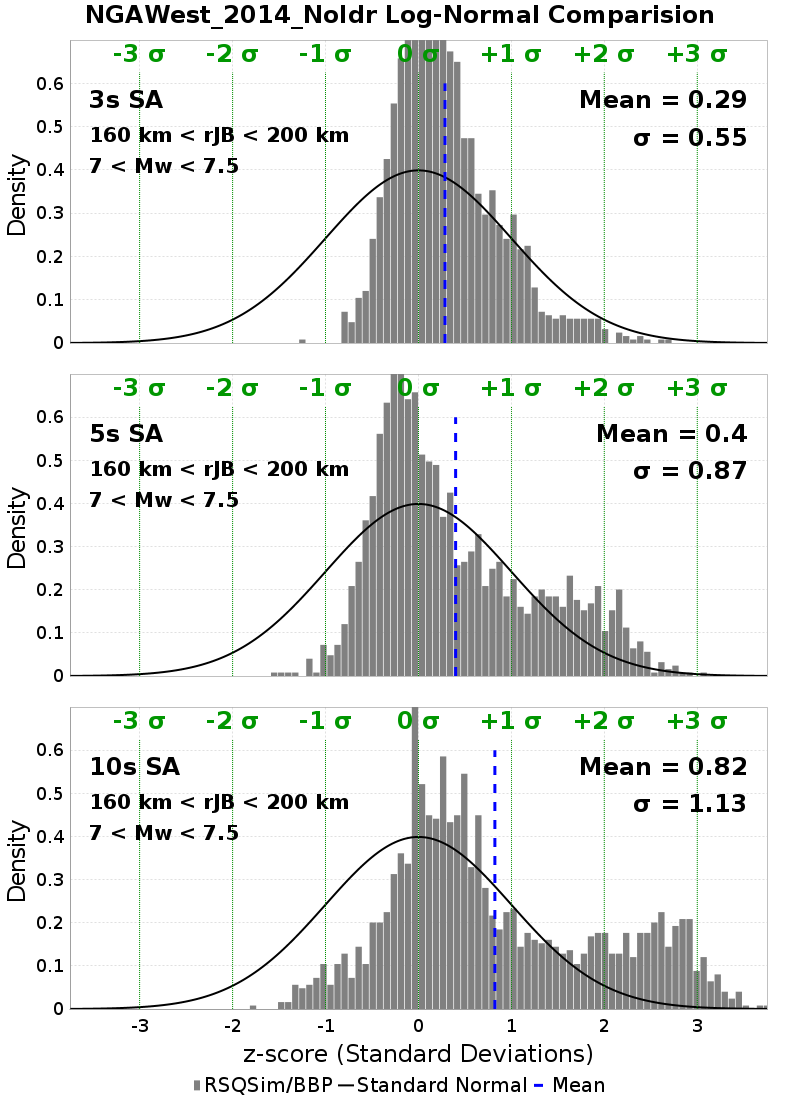 NGAWest_2014_NoIdr Log-Normal Comparision
-3 σ -2 σ -1 σ 0 σ +1 σ +2 σ +3 σ
3s SA Mean = 0.29
160 km < rJB < 200 km σ = 0.55
7 < Mw < 7.5
0.6
0.5
0.4
0.3
0.2
0.1
0
Density
-3 σ -2 σ -1 σ 0 σ +1 σ +2 σ +3 σ
5s SA Mean = 0.4
160 km < rJB < 200 km σ = 0.87
7 < Mw < 7.5
0.6
0.5
0.4
0.3
0.2
0.1
0
Density
-3 σ -2 σ -1 σ 0 σ +1 σ +2 σ +3 σ
10s SA Mean = 0.82
160 km < rJB < 200 km σ = 1.13
7 < Mw < 7.5
0.6
0.5
0.4
0.3
0.2
0.1
0
Density
-3 -2 -1 0 1 2 3
z-score (Standard Deviations)
RSQSim/BBP Standard Normal Mean